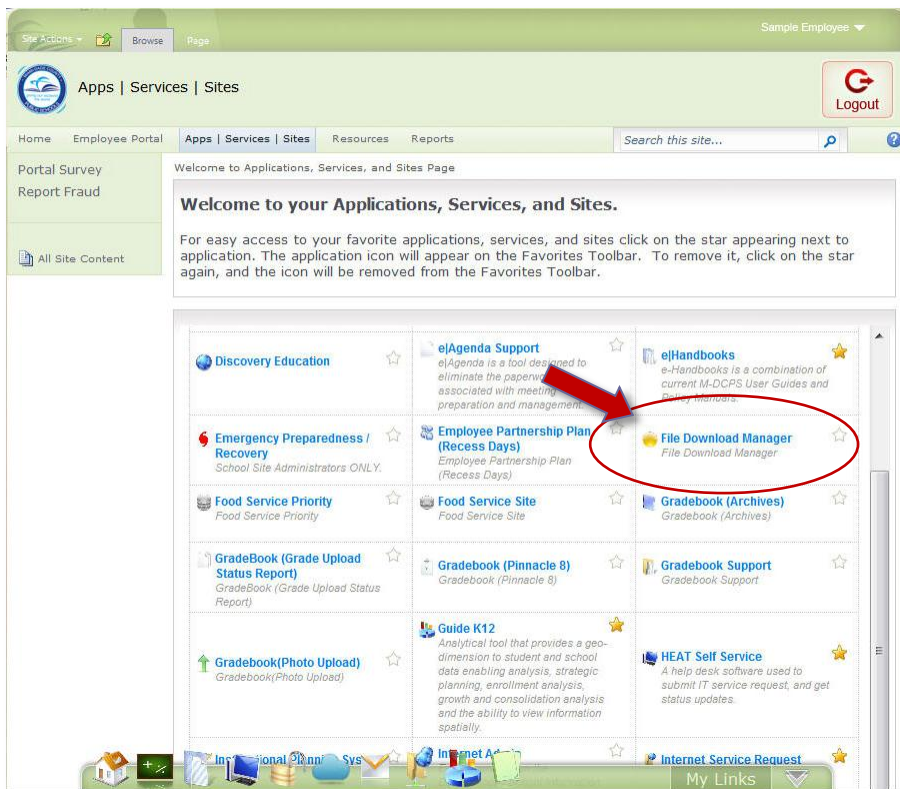 Site Actions
Browse
Page
Sample Employee
Apps | Services | Sites
Logout
Home
Employee Portal
Apps | Services | Sites
Resources
Reports
Search this site...
Portal Survey
Report Fraud
All Site Content
Welcome to Applications, Services, and Sites Page
Welcome to your Applications, Services, and Sites.
For easy access to your favorite applications, services, and sites click on the star appearing next to
application. The application icon will appear on the Favorites Toolbar. To remove it, click on the star
again, and the icon will be removed from the Favorites Toolbar.
Discovery Education
e|Agenda Support
e|Agenda is a tool designed to
eliminate the paperwork
associated with meeting
preparation and management.
e|Handbooks
e-Handbooks is a combination of
current M-DCPS User Guides and
Policy Manuals.
Emergency Preparedness /
Recovery
School Site Administrators ONLY.
Employee Partnership Plan
(Recess Days)
Employee Partnership Plan
(Recess Days)
File Download Manager
File Download Manager
Food Service Priority
Food Service Priority
Food Service Site
Food Service Site
Gradebook (Archives)
Gradebook (Archives)
GradeBook (Grade Upload
Status Report)
GradeBook (Grade Upload Status
Report)
Gradebook (Pinnacle 8)
Gradebook (Pinnacle 8)
Gradebook Support
Gradebook Support
Gradebook(Photo Upload)
Gradebook(Photo Upload)
Guide K12
Analytical tool that provides a geo-
dimension to student and school
data enabling analysis, strategic
planning, enrollment analysis,
growth and consolidation analysis
and the ability to view information
spatially.
HEAT Self Service
A help desk software used to
submit IT service request, and get
status updates.
Internet Service Request
My Links